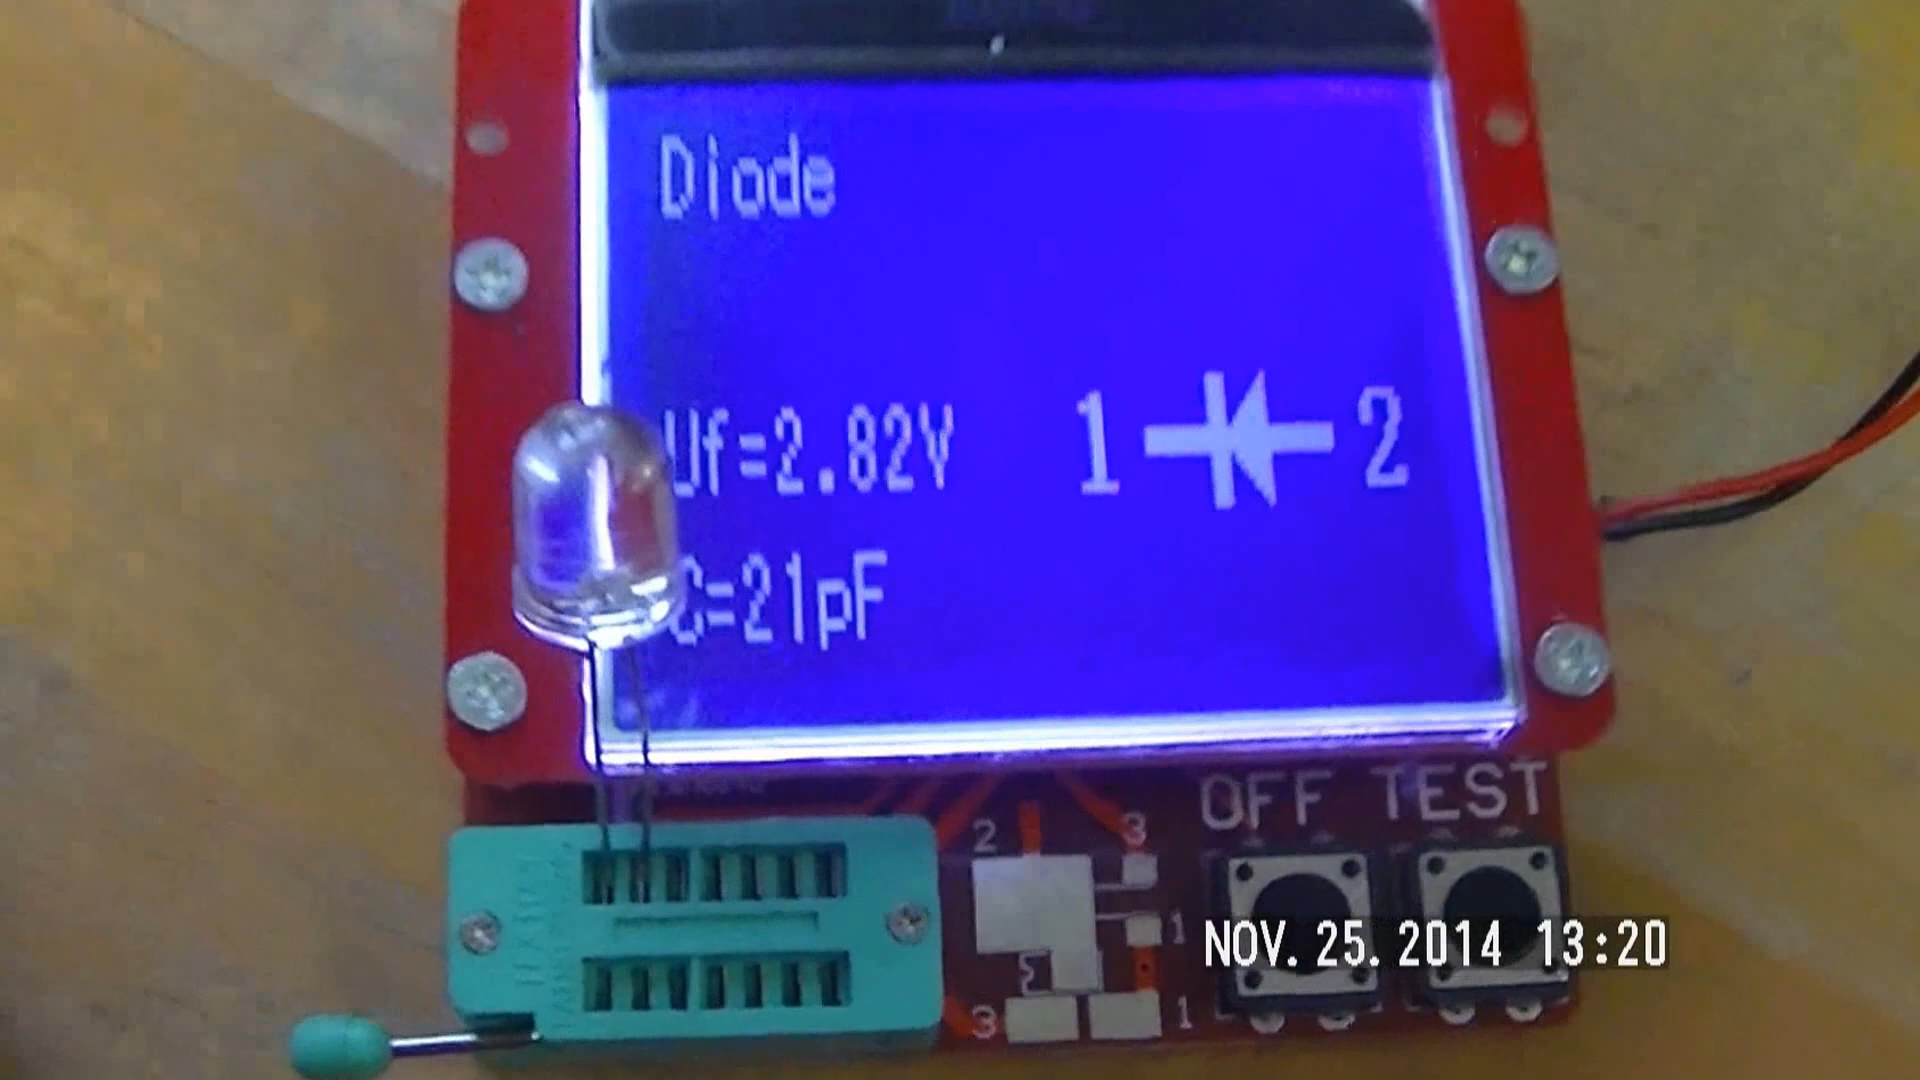 Diode
Uf=2.82V 1 2
C=21pF
OFF TEST
2 3
1
3 1
NOV. 25. 2014 13:20